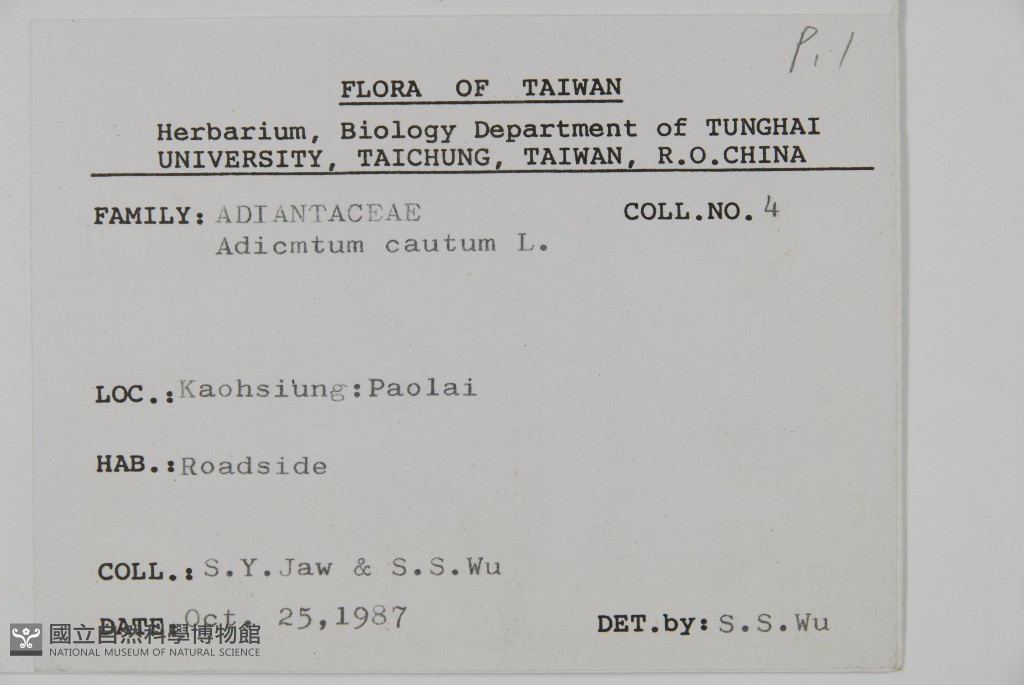 P.1
FLORA OF TAIWAN
Herbarium, Biology Department of TUNGHAI
UNIVERSITY, TAICHUNG, TAIWAN, R.O.CHINA
FAMILY: ADIANTACEAE COLL.NO. 4
Adicmtum cautum L.
LOC.: Kaohsiung:Paolai
HAB.: Roadside
COLL.: S.Y.Jaw & S.S.Wu
DATE. Oct. 25,1987 DET.by: S.S.Wu
國立自然科學博物館
NATIONAL MUSEUM OF NATURAL SCIENCE